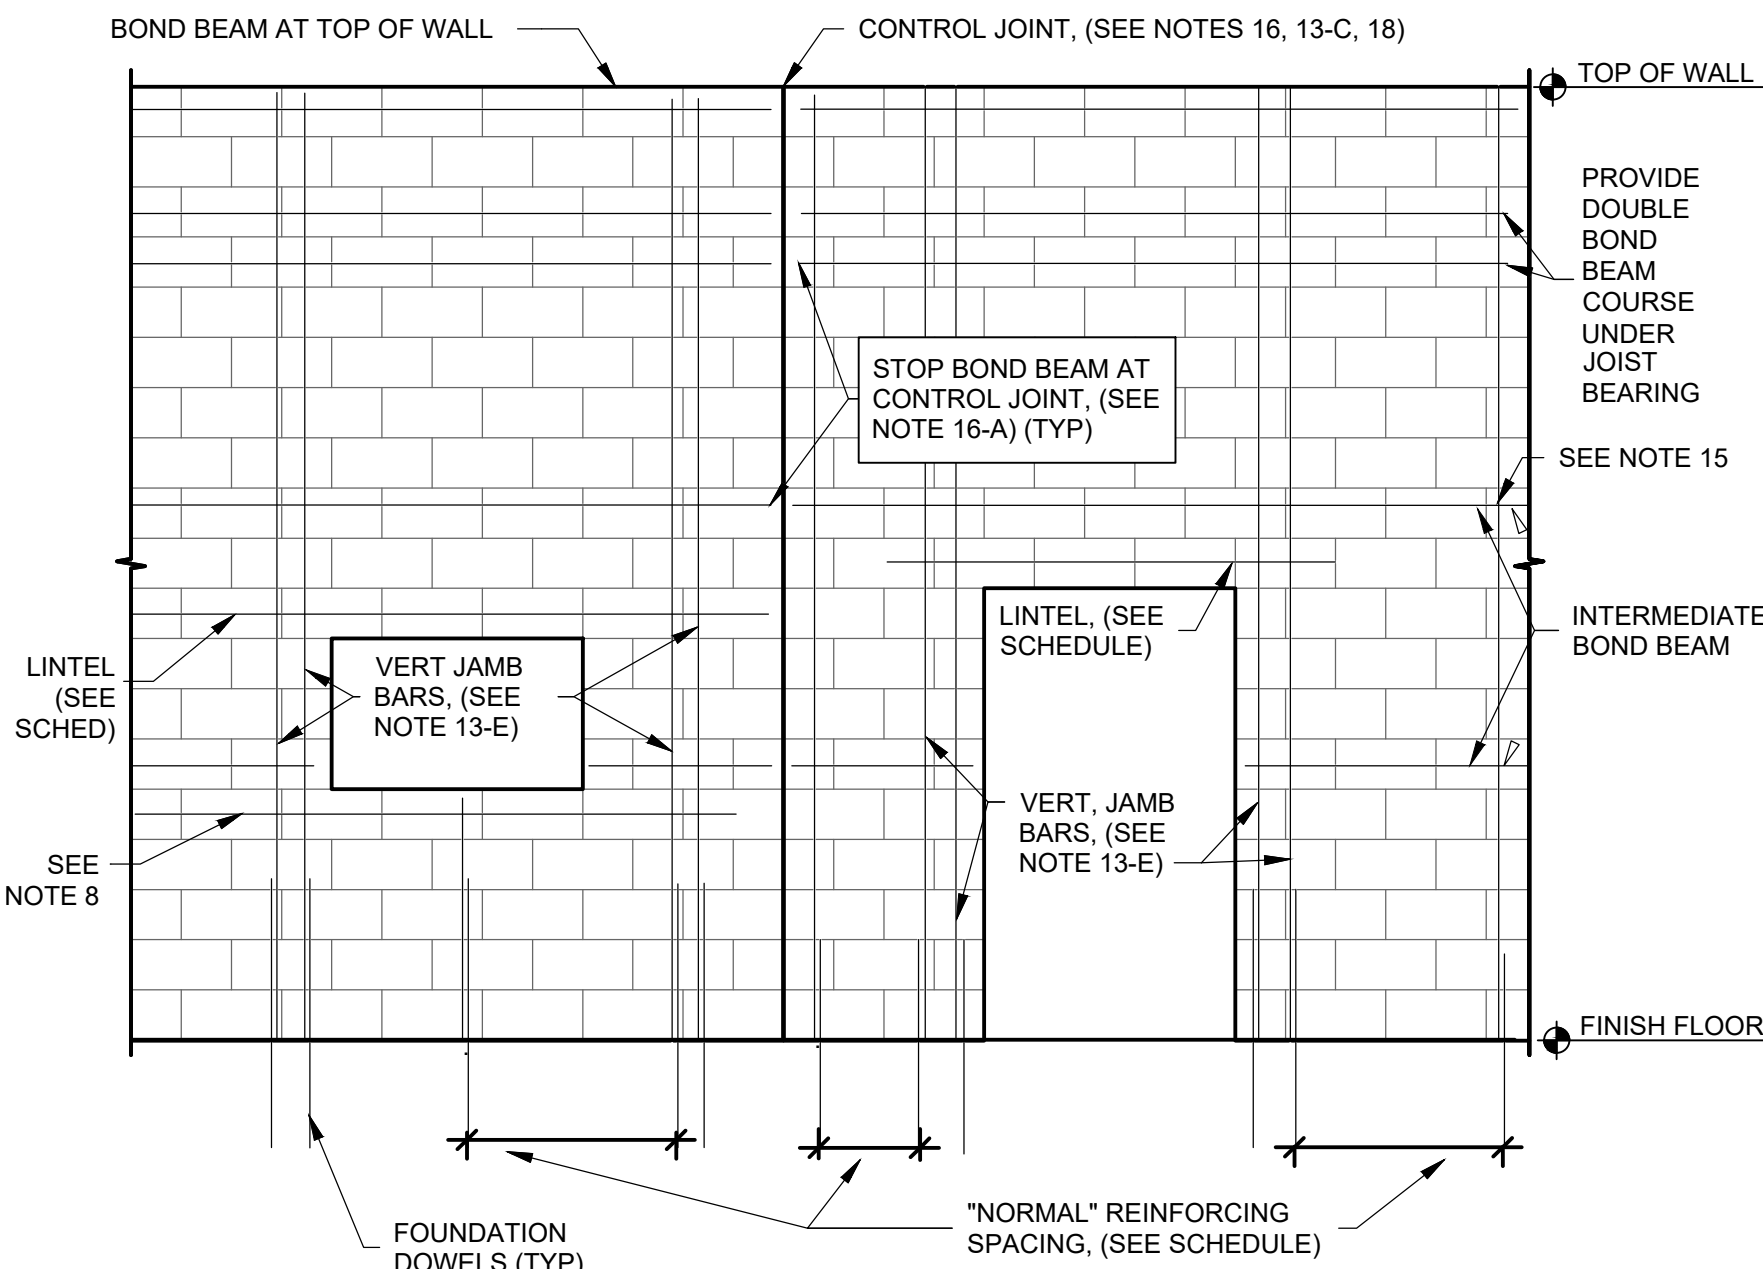 BOND BEAM AT TOP OF WALL
CONTROL JOINT, (SEE NOTES 16, 13-C, 18)
TOP OF WALL
PROVIDE
DOUBLE
BOND
BEAM
COURSE
UNDER
JOIST
BEARING
STOP BOND BEAM AT
CONTROL JOINT, (SEE
NOTE 16-A) (TYP)
SEE NOTE 15
LINTEL, (SEE
SCHEDULE)
INTERMEDIATE
BOND BEAM
LINTEL
(SEE
SCHED)
VERT JAMB
BARS, (SEE
NOTE 13-E)
VERT, JAMB
BARS, (SEE
NOTE 13-E)
SEE
NOTE 8
FINISH FLOOR
"NORMAL" REINFORCING
SPACING, (SEE SCHEDULE)
FOUNDATION
DOWELS (TYP)